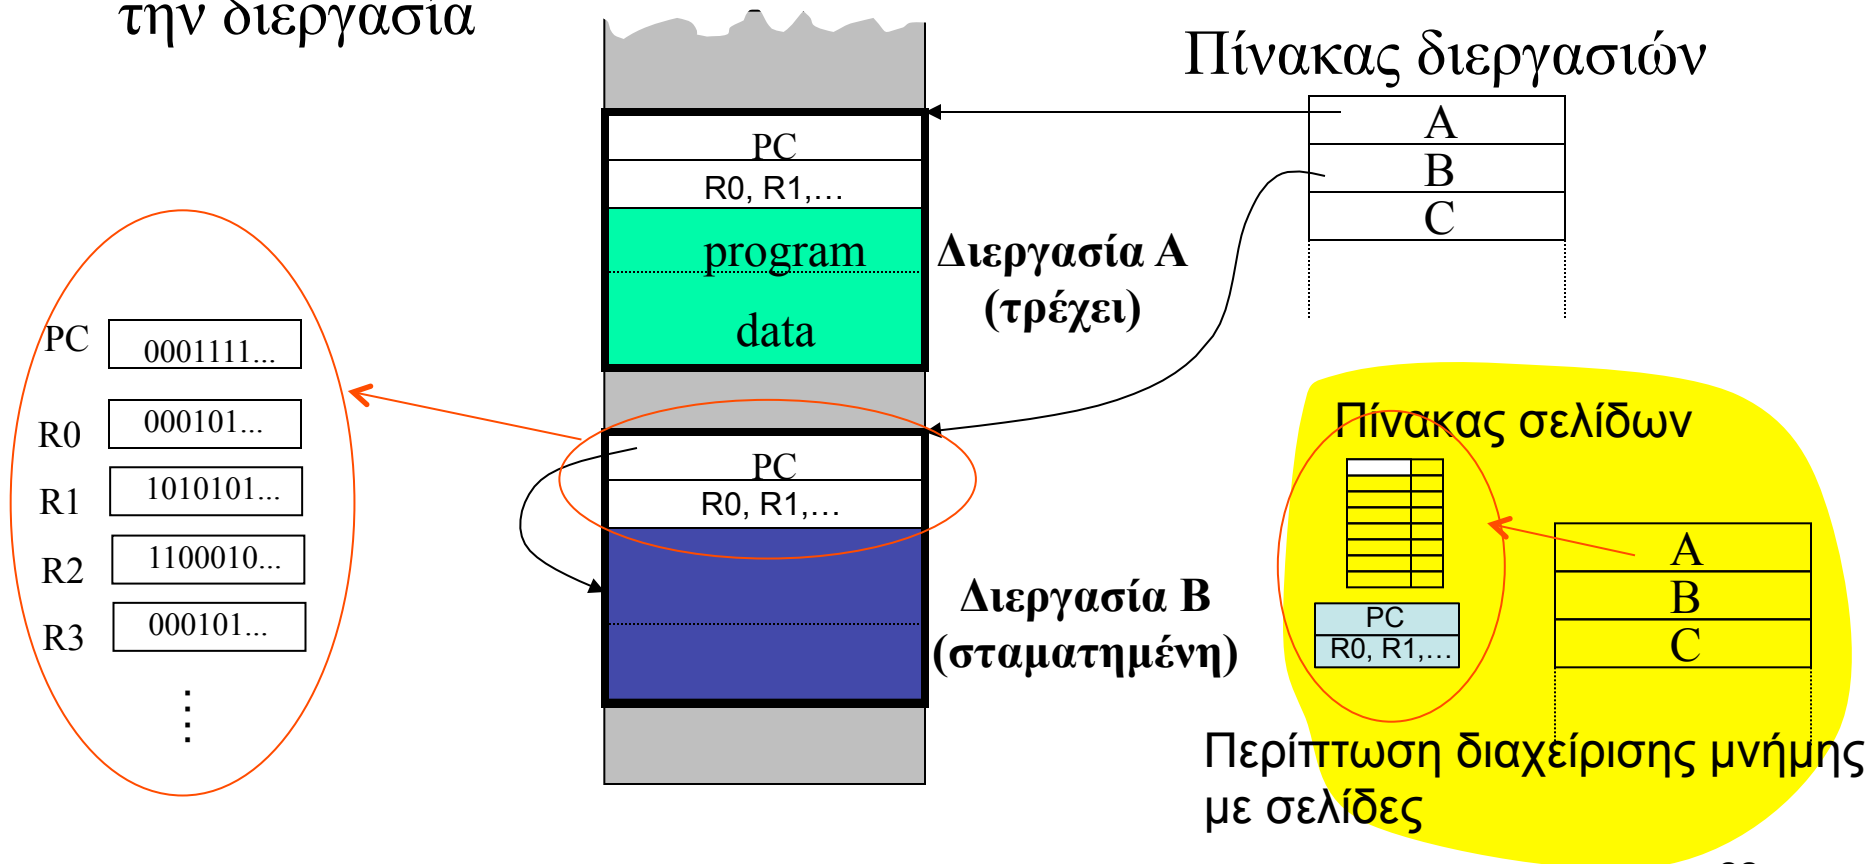 την διεργασία
Πίνακας διεργασιών
A
B
C
PC
R0, R1,…
program
data
Διεργασία Α
(τρέχει)
PC 0001111...
R0 000101...
R1 1010101...
R2 1100010...
R3 000101...
PC
R0, R1,…
Διεργασία Β
(σταματημένη)
Πίνακας σελίδων
PC
R0, R1,…
A
B
C
Περίπτωση διαχείρισης μνήμης
με σελίδες